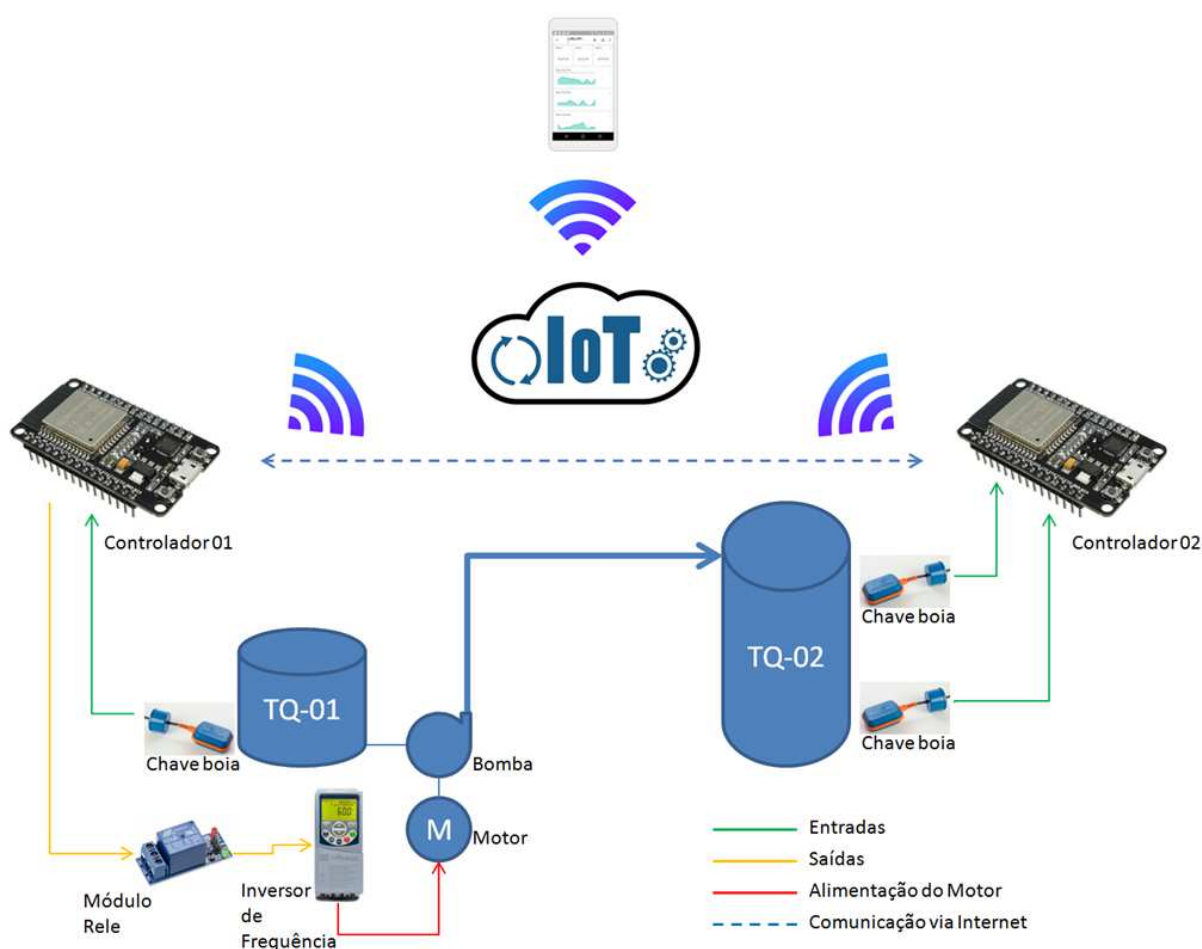 IoT
Controlador 01
Controlador 02
Chave boia
TQ-02
TQ-01
Chave boia
Chave boia
Bomba
M
Motor
Módulo
Rele
Inversor
de
Frequência
Entradas
Saídas
Alimentação do Motor
Comunicação via Internet